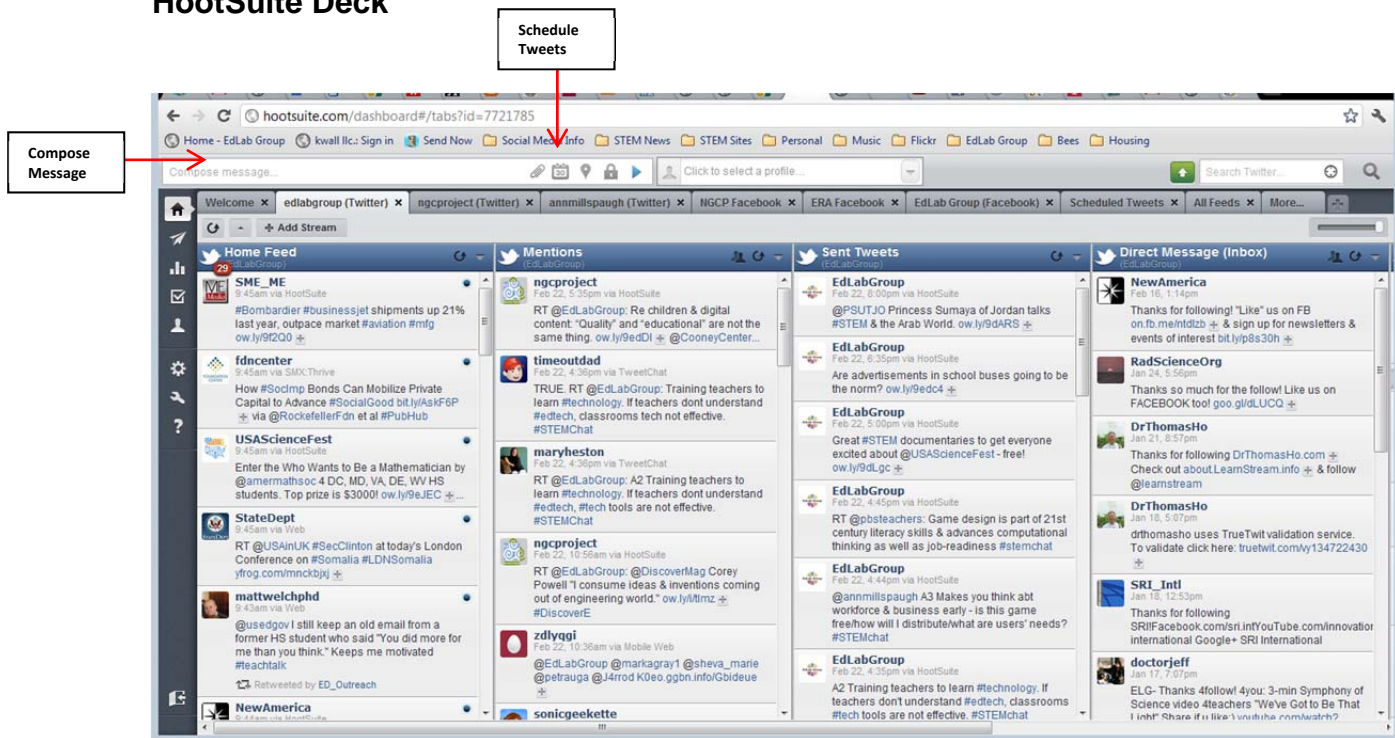 HootSuite Deck
Schedule
Tweets
Compose
Message
hootsuite.com/dashboard#/tabs?id=7721785
Home - EdLab Group kwall llc.: Sign in Send Now Social Media Info STEM News STEM Sites Personal Music Flickr EdLab Group Bees Housing
Compose message... Click to select a profile... Search Twitter...
Welcome × edlabgroup (Twitter) × ngcproject (Twitter) × annmillspaugh (Twitter) × NGCP Facebook × ERA Facebook × EdLab Group (Facebook) × Scheduled Tweets × All Feeds × More...
+ Add Stream
Home Feed
(EdLabGroup)
29
SME_ME
9:45am via HootSuite
#Bombardier #businessjet shipments up 21%
last year, outpace market #aviation #mfg
ow.ly/9f2Q0
fdncenter
9:45am via SMX:Thrive
How #SocImp Bonds Can Mobilize Private
Capital to Advance #SocialGood bit.ly/AskF6P
via @RockefellerFdn et al #PubHub
USAScienceFest
9:45am via HootSuite
Enter the Who Wants to Be a Mathematician by
@amermathsoc 4 DC, MD, VA, DE, WV HS
students. Top prize is $3000! ow.ly/9eJEC ...
StateDept
9:45am via Web
RT @USAinUK #SecClinton at today's London
Conference on #Somalia #LDNSomalia
yfrog.com/mnckbjxj
mattwelchphd
9:43am via Web
@usedgov I still keep an old email from a
former HS student who said "You did more for
me than you think." Keeps me motivated
#teachtalk
Retweeted by ED_Outreach
NewAmerica
9:44am via HootSuite
Mentions
(EdLabGroup)
ngcproject
Feb 22, 5:35pm via HootSuite
RT @EdLabGroup: Re children & digital
content: "Quality" and "educational" are not the
same thing. ow.ly/9edDl @CooneyCenter...
timeoutdad
Feb 22, 4:36pm via TweetChat
TRUE. RT @EdLabGroup: Training teachers to
learn #technology. If teachers dont understand
#edtech, classrooms tech not effective.
#STEMChat
maryheston
Feb 22, 4:36pm via TweetChat
RT @EdLabGroup: A2 Training teachers to
learn #technology. If teachers dont understand
#edtech, #tech tools are not effective.
#STEMChat
ngcproject
Feb 22, 10:56am via HootSuite
RT @EdLabGroup: @DiscoverMag Corey
Powell "I consume ideas & inventions coming
out of engineering world." ow.ly/i/tImz
#DiscoverE
zdlyqgi
Feb 22, 10:36am via Mobile Web
@EdLabGroup @markagray1 @sheva_marie
@petrauga @J4rrod K0eo.ggbn.info/Gbideue
sonicgeekette
Sent Tweets
(EdLabGroup)
EdLabGroup
Feb 22, 8:00pm via HootSuite
@PSUTJO Princess Sumaya of Jordan talks
#STEM & the Arab World. ow.ly/9dARS
EdLabGroup
Feb 22, 6:35pm via HootSuite
Are advertisements in school buses going to be
the norm? ow.ly/9edc4
EdLabGroup
Feb 22, 5:00pm via HootSuite
Great #STEM documentaries to get everyone
excited about @USAScienceFest - free!
ow.ly/9dLgc
EdLabGroup
Feb 22, 4:45pm via HootSuite
RT @pbsteachers: Game design is part of 21st
century literacy skills & advances computational
thinking as well as job-readiness #stemchat
EdLabGroup
Feb 22, 4:44pm via HootSuite
@annmillspaugh A3 Makes you think abt
workforce & business early - is this game
free/how will I distribute/what are users' needs?
#STEMchat
EdLabGroup
Feb 22, 4:35pm via HootSuite
A2 Training teachers to learn #technology. If
teachers don't understand #edtech, classrooms
#tech tools are not effective. #STEMchat
Direct Message (Inbox)
(EdLabGroup)
NewAmerica
Feb 16, 1:14pm
Thanks for following! "Like" us on FB
on.fb.me/ntdlzb & sign up for newsletters &
events of interest bit.ly/p8s30h
RadScienceOrg
Jan 24, 5:56pm
Thanks so much for the follow! Like us on
FACEBOOK too! goo.gl/dLUCQ
DrThomasHo
Jan 21, 8:57pm
Thanks for following DrThomasHo.com
Check out about.LearnStream.info & follow
@learnstream
DrThomasHo
Jan 18, 5:07pm
drthomasho uses TrueTwit validation service.
To validate click here: truetwit.com/vy134722430
SRI_Intl
Jan 18, 12:53pm
Thanks for following
SRI!Facebook.com/sri.intYouTube.com/innovation
international Google+ SRI International
doctorjeff
Jan 17, 7:07pm
ELG- Thanks 4follow! 4you: 3-min Symphony of
Science video 4teachers "We've Got to Be That
Light" Share if u like:) youtube.com/watch?